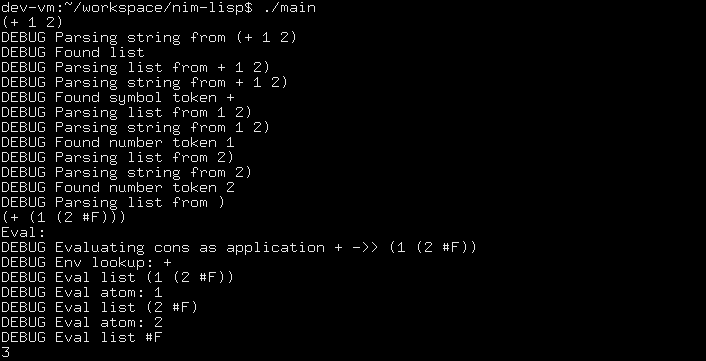 dev-vm:~/workspace/nim-lisp$ ./main
(+ 1 2)
DEBUG Parsing string from (+ 1 2)
DEBUG Found list
DEBUG Parsing list from + 1 2)
DEBUG Parsing string from + 1 2)
DEBUG Found symbol token +
DEBUG Parsing list from 1 2)
DEBUG Parsing string from 1 2)
DEBUG Found number token 1
DEBUG Parsing list from 2)
DEBUG Parsing string from 2)
DEBUG Found number token 2
DEBUG Parsing list from )
(+ (1 (2 #F)))
Eval:
DEBUG Evaluating cons as application + ->> (1 (2 #F))
DEBUG Env lookup: +
DEBUG Eval list (1 (2 #F))
DEBUG Eval atom: 1
DEBUG Eval list (2 #F)
DEBUG Eval atom: 2
DEBUG Eval list #F
3